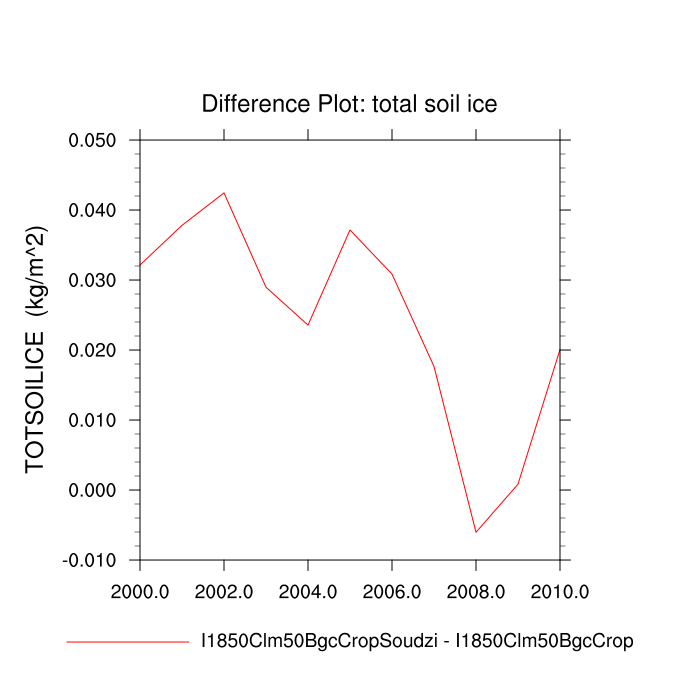 Difference Plot: total soil ice
TOTSOILICE (kg/m^2)
0.050
0.040
0.030
0.020
0.010
0.000
-0.010
2000.0 2002.0 2004.0 2006.0 2008.0 2010.0
I1850Clm50BgcCropSoudzi - I1850Clm50BgcCrop